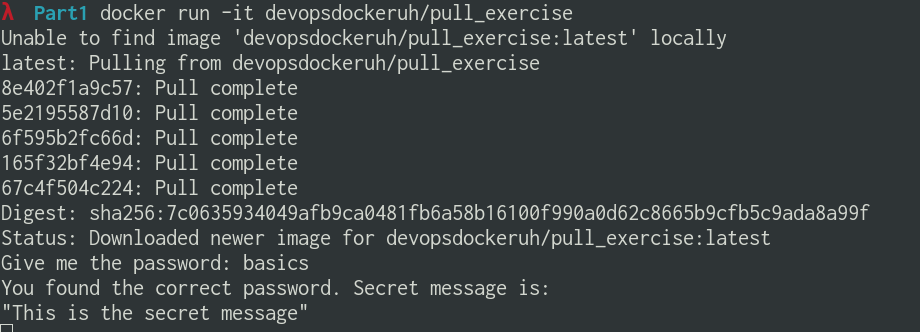 λ Part1 docker run -it devopsdockeruh/pull_exercise
Unable to find image 'devopsdockeruh/pull_exercise:latest' locally
latest: Pulling from devopsdockeruh/pull_exercise
8e402f1a9c57: Pull complete
5e2195587d10: Pull complete
6f595b2fc66d: Pull complete
165f32bf4e94: Pull complete
67c4f504c224: Pull complete
Digest: sha256:7c0635934049afb9ca0481fb6a58b16100f990a0d62c8665b9cfb5c9ada8a99f
Status: Downloaded newer image for devopsdockeruh/pull_exercise:latest
Give me the password: basics
You found the correct password. Secret message is:
"This is the secret message"